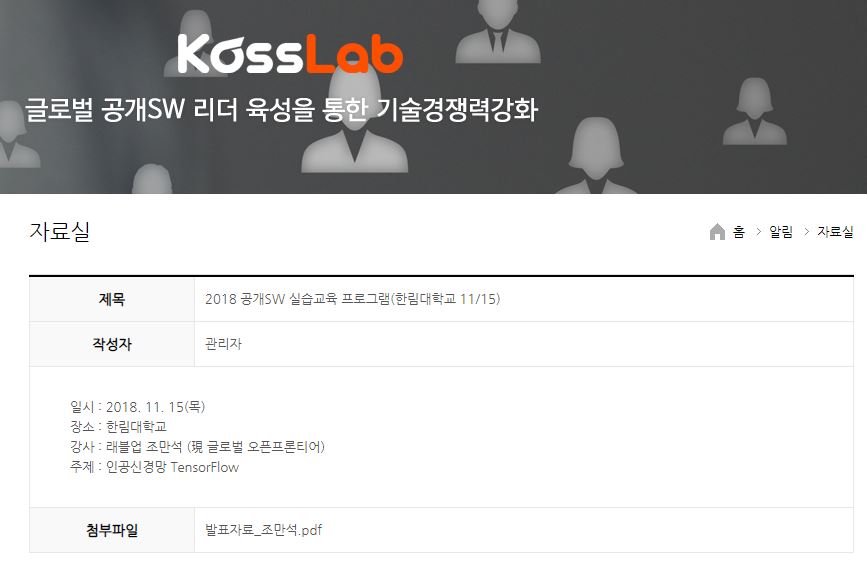 KossLab
글로벌 공개SW 리더 육성을 통한 기술경쟁력강화
자료실
홈 > 알림 > 자료실
제목 2018 공개SW 실습교육 프로그램(한림대학교 11/15)
작성자 관리자
일시 : 2018. 11. 15(목)
장소 : 한림대학교
강사 : 래블업 조만석 (現 글로벌 오픈프론티어)
주제 : 인공신경망 TensorFlow
첨부파일 발표자료_조만석.pdf